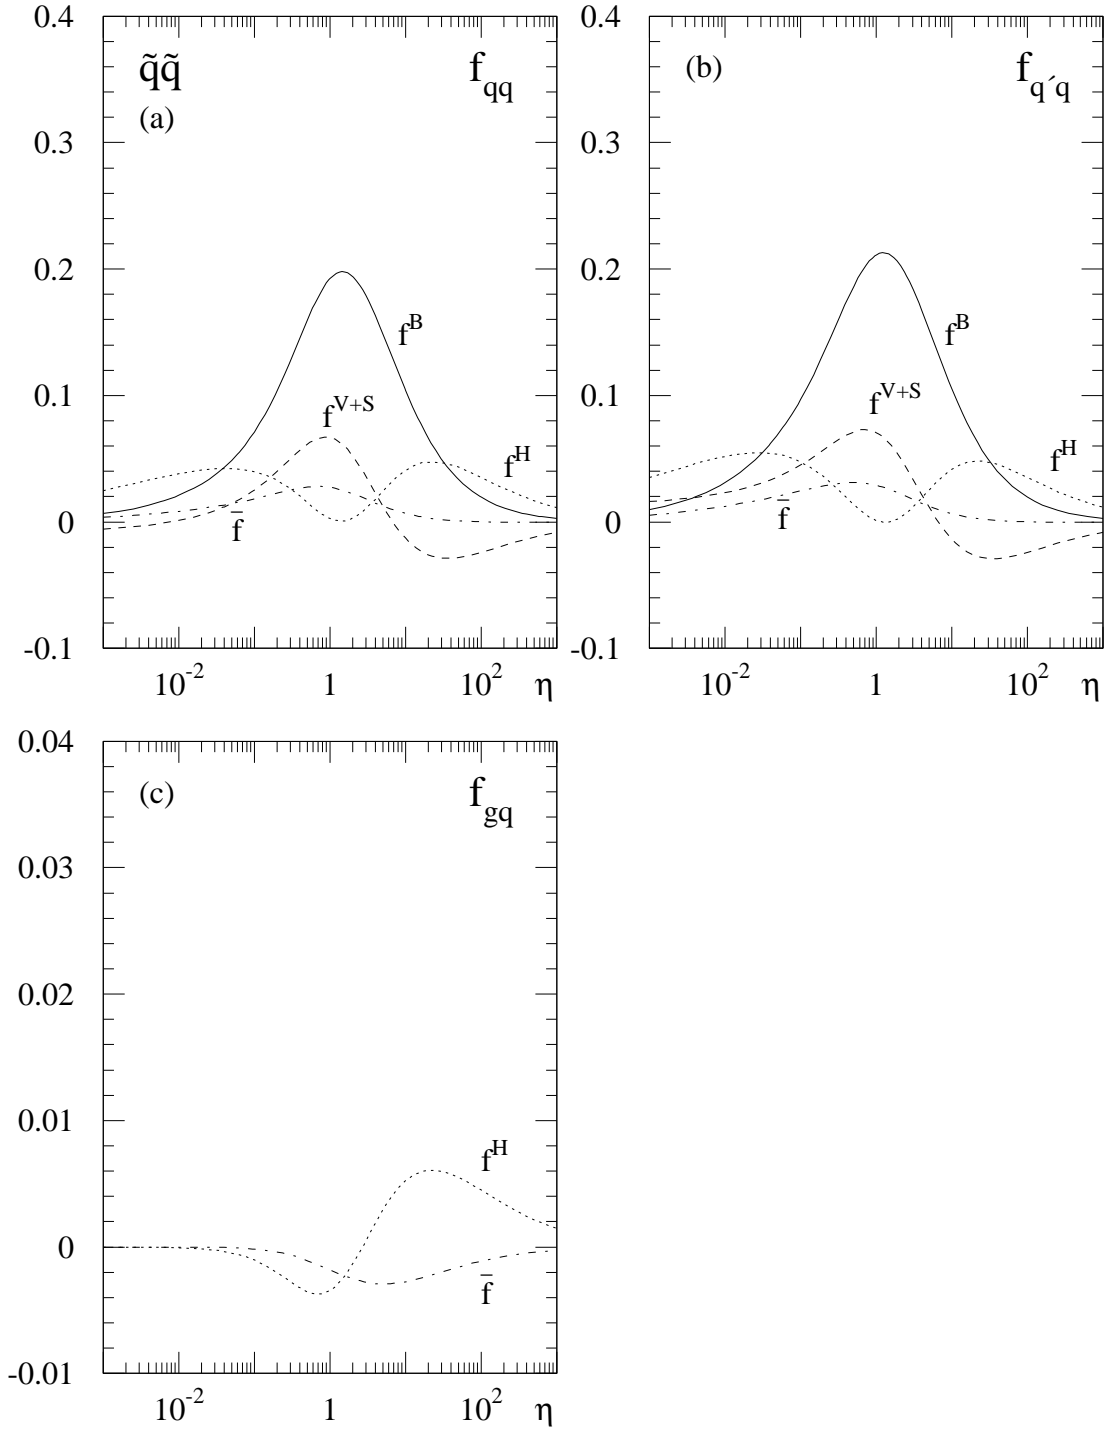 0.4
0.3
0.2
0.1
0
-0.1
q̃q̃
(a)
f_qq
f^B
f^V+S
f^H
f̄
10^-2 1 10^2 η
0.4
0.3
0.2
0.1
0
-0.1
(b)
f_q´q
f^B
f^V+S
f^H
f̄
10^-2 1 10^2 η
0.04
0.03
0.02
0.01
0
-0.01
(c)
f_gq
f^H
f̄
10^-2 1 10^2 η